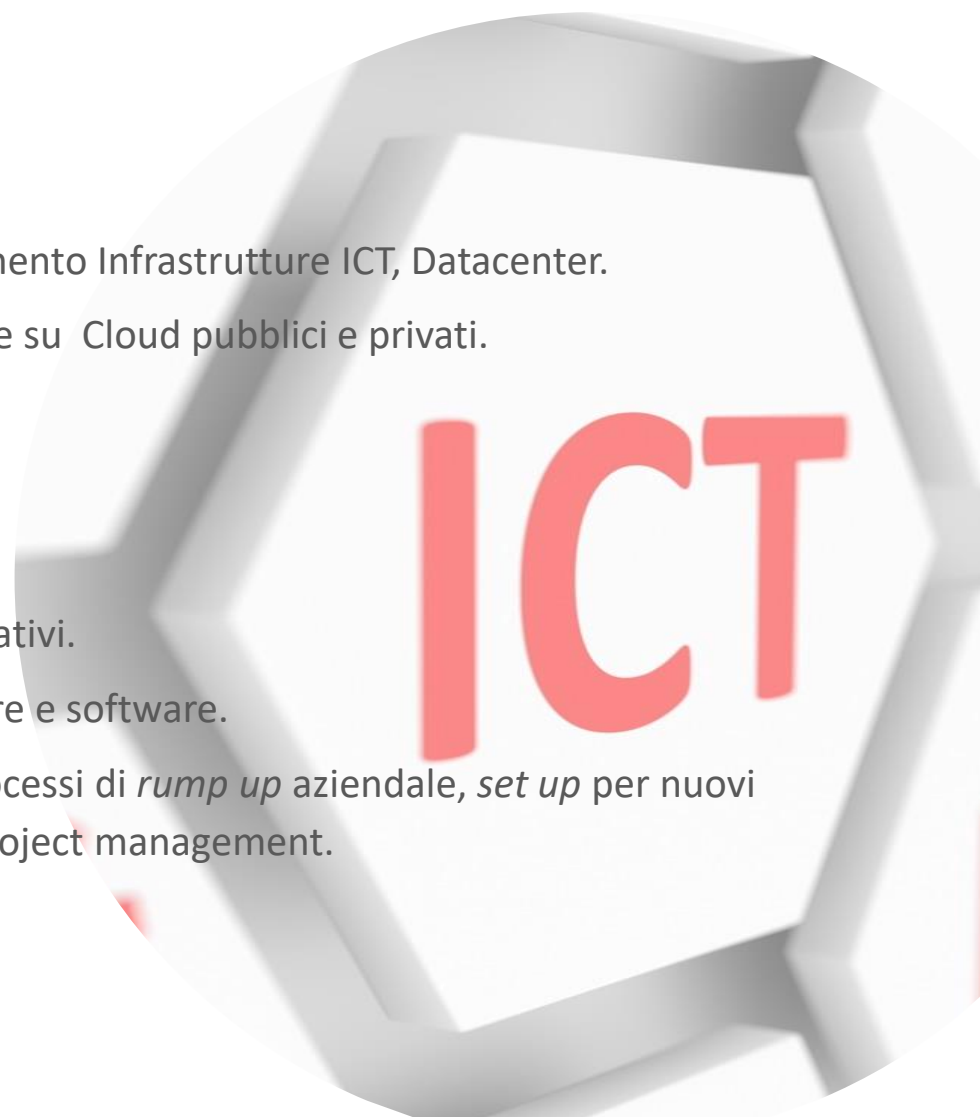 mento Infrastrutture ICT, Datacenter.
e su Cloud pubblici e privati.
ICT
ativi.
re e software.
ocessi di rump up aziendale, set up per nuovi
oject management.